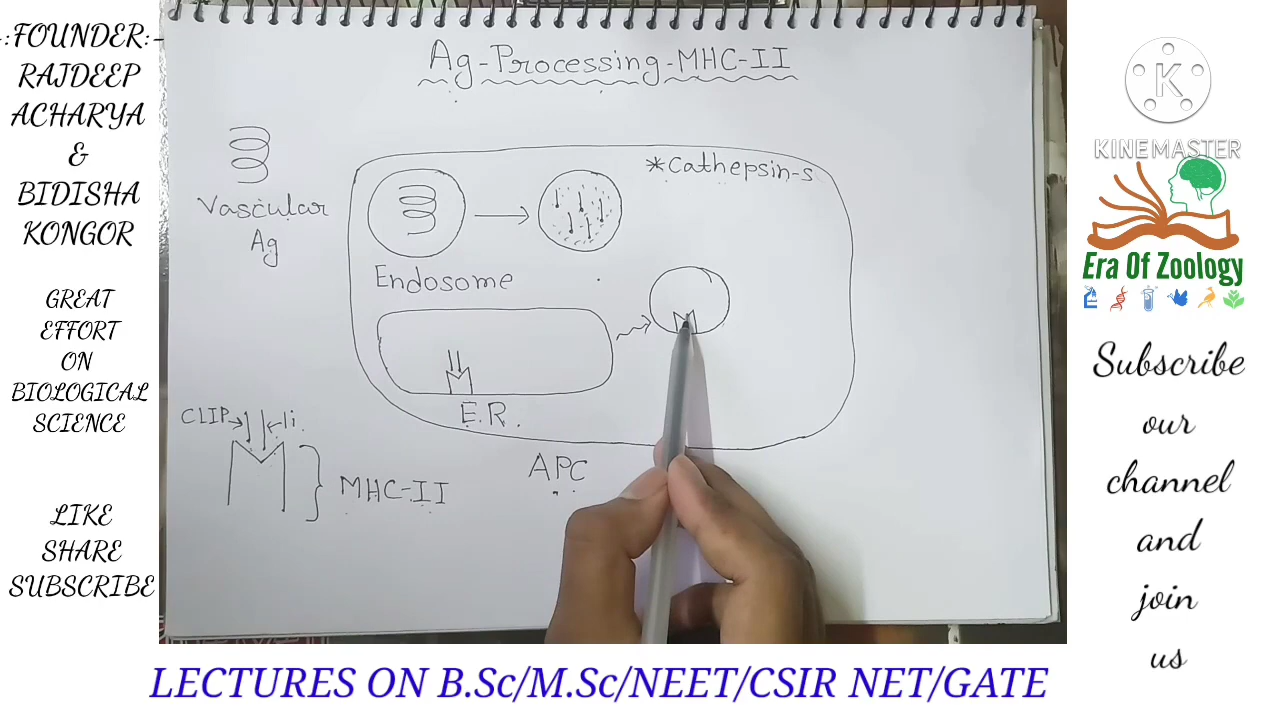 -:FOUNDER:-
RAJDEEP
ACHARYA
&
BIDISHA
KONGOR
GREAT
EFFORT
ON
BIOLOGICAL
SCIENCE
LIKE
SHARE
SUBSCRIBE
Ag-Processing-MHC-II
*Cathepsin-s
Vascular
Ag
Endosome
E.R.
CLIP
li
MHC-II
APC
K
KINEMASTER
Era Of Zoology
Subscribe
our
channel
and
join
us
LECTURES ON B.Sc/M.Sc/NEET/CSIR NET/GATE